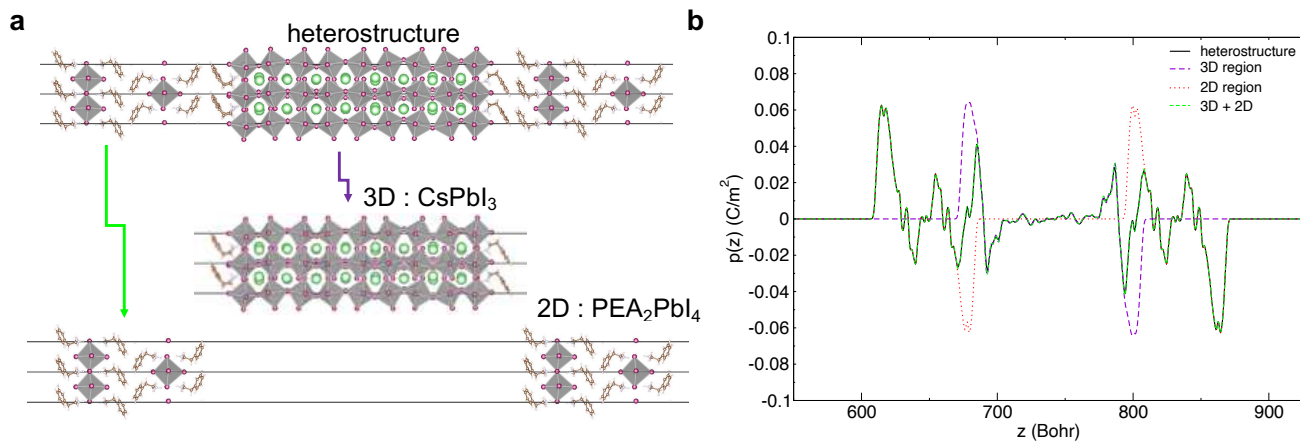 a
heterostructure
3D : CsPbI₃
2D : PEA₂PbI₄
b
p(z) (C/m²)
0.1
0.08
0.06
0.04
0.02
0
-0.02
-0.04
-0.06
-0.08
-0.1
heterostructure
3D region
2D region
3D + 2D
600
700
800
900
z (Bohr)